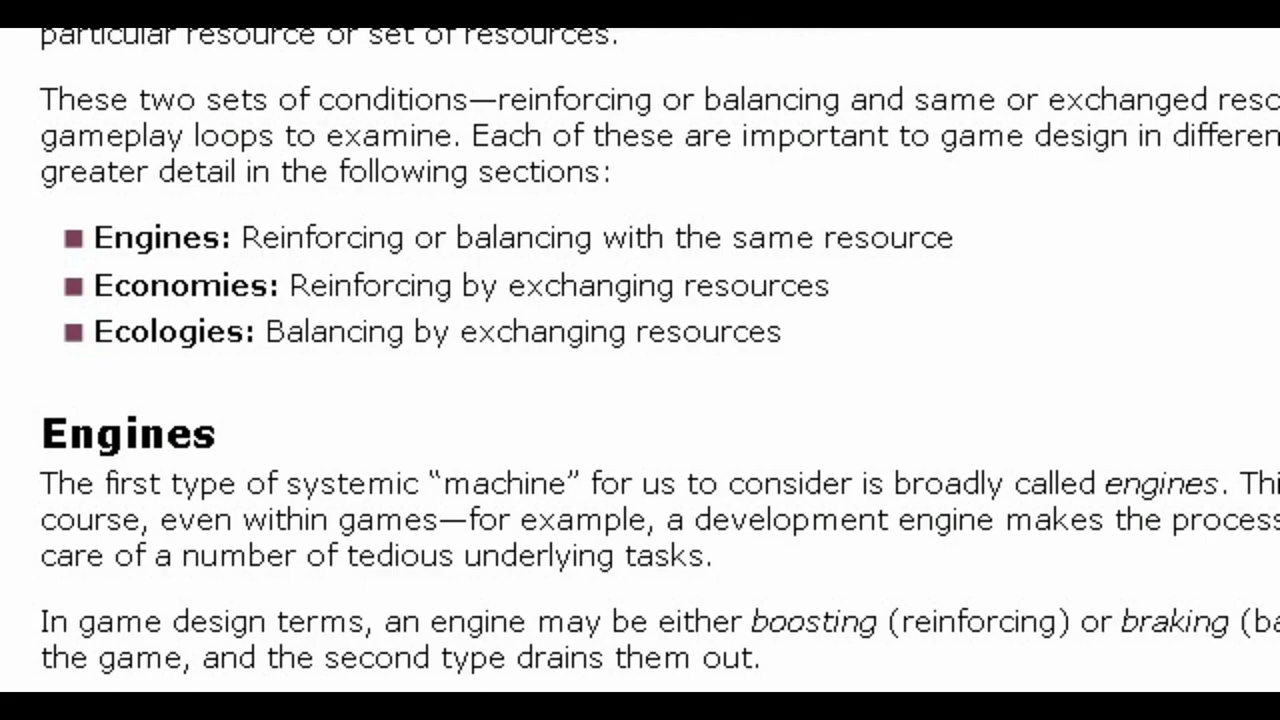 particular resource or set of resources.
These two sets of conditions—reinforcing or balancing and same or exchanged
gameplay loops to examine. Each of these are important to game design in
greater detail in the following sections:
■ Engines: Reinforcing or balancing with the same resource
■ Economies: Reinforcing by exchanging resources
■ Ecologies: Balancing by exchanging resources
Engines
The first type of systemic “machine” for us to consider is broadly called engines.
course, even within games—for example, a development engine makes the process
care of a number of tedious underlying tasks.
In game design terms, an engine may be either boosting (reinforcing) or braking
the game, and the second type drains them out.